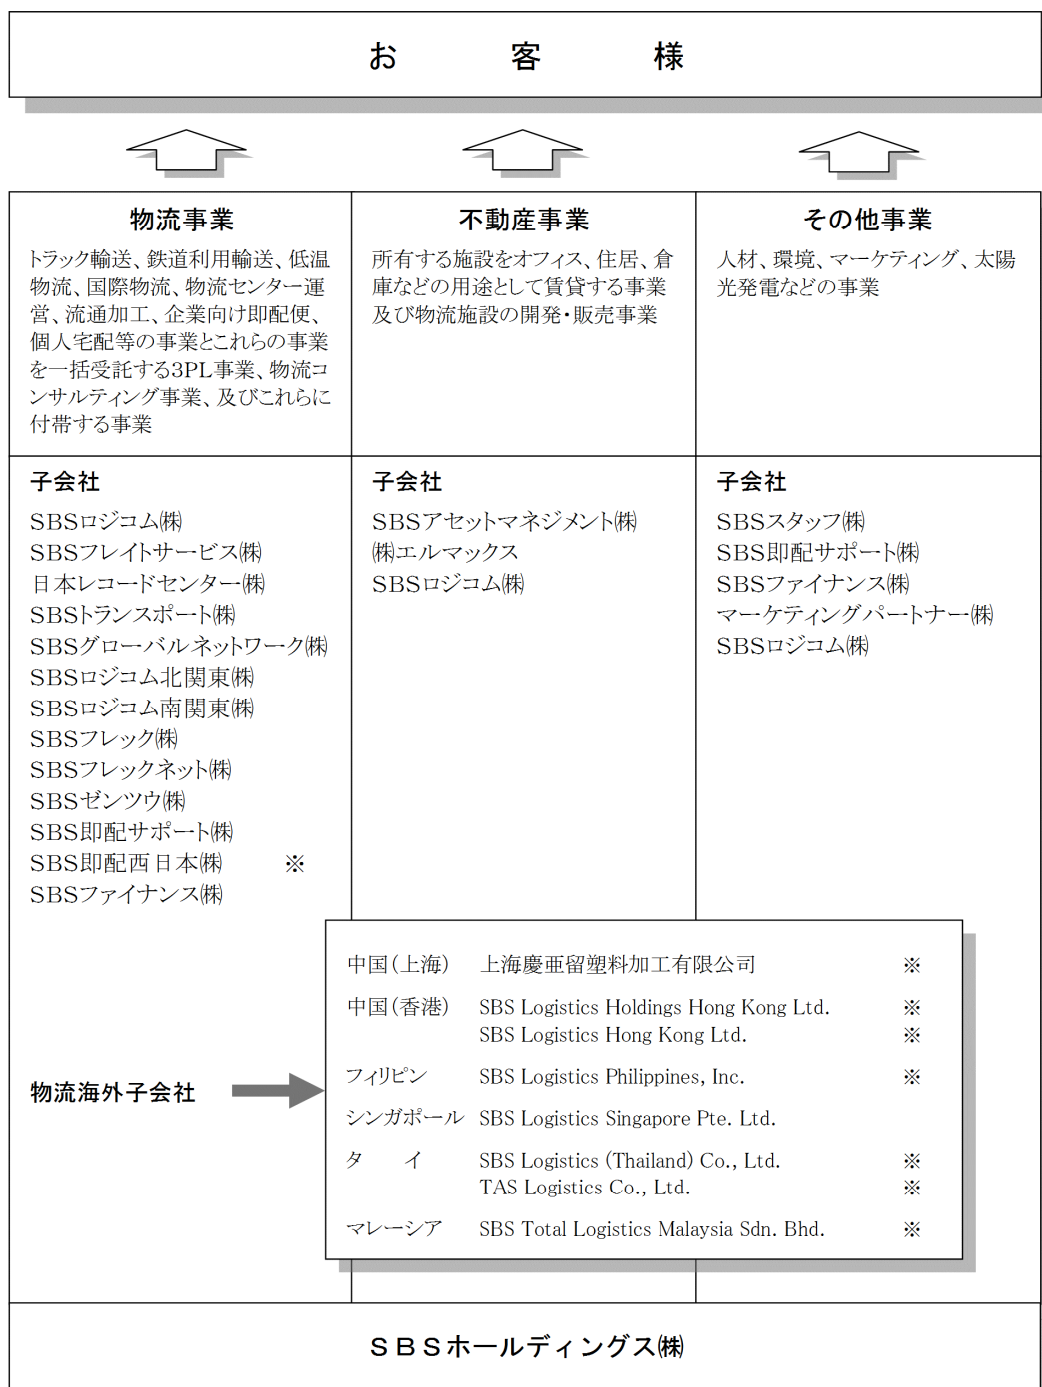 お客様
物流事業
トラック輸送、鉄道利用輸送、低温
物流、国際物流、物流センター運
営、流通加工、企業向け即配便、
個人宅配等の事業とこれらの事業
を一括受託する3PL事業、物流コ
ンサルティング事業、及びこれらに
付帯する事業
不動産事業
所有する施設をオフィス、住居、倉
庫などの用途として賃貸する事業
及び物流施設の開発・販売事業
その他事業
人材、環境、マーケティング、太陽
光発電などの事業
子会社
SBSロジコム㈱
SBSフレイトサービス㈱
日本レコードセンター㈱
SBSトランスポート㈱
SBSグローバルネットワーク㈱
SBSロジコム北関東㈱
SBSロジコム南関東㈱
SBSフレック㈱
SBSフレックネット㈱
SBSゼンツウ㈱
SBS即配サポート㈱
SBS即配西日本㈱ ※
SBSファイナンス㈱
子会社
SBSアセットマネジメント㈱
㈱エルマックス
SBSロジコム㈱
子会社
SBSスタッフ㈱
SBS即配サポート㈱
SBSファイナンス㈱
マーケティングパートナー㈱
SBSロジコム㈱
物流海外子会社
中国(上海) 上海慶亜留塑料加工有限公司 ※
中国(香港) SBS Logistics Holdings Hong Kong Ltd. ※
SBS Logistics Hong Kong Ltd. ※
フィリピン SBS Logistics Philippines, Inc. ※
シンガポール SBS Logistics Singapore Pte. Ltd.
タ イ SBS Logistics (Thailand) Co., Ltd. ※
TAS Logistics Co., Ltd. ※
マレーシア SBS Total Logistics Malaysia Sdn. Bhd. ※
ＳＢＳホールディングス㈱